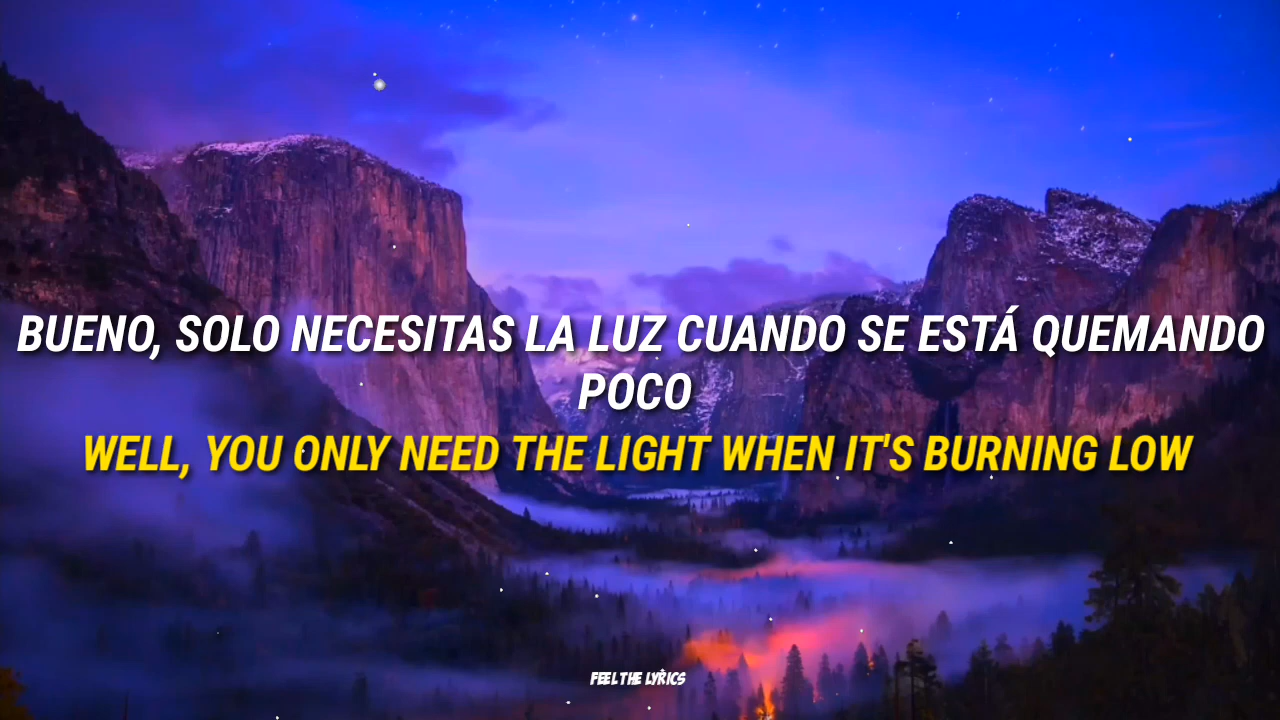 BUENO, SOLO NECESITAS LA LUZ CUANDO SE ESTÁ QUEMANDO
POCO
WELL, YOU ONLY NEED THE LIGHT WHEN IT'S BURNING LOW
FEEL THE LYRICS